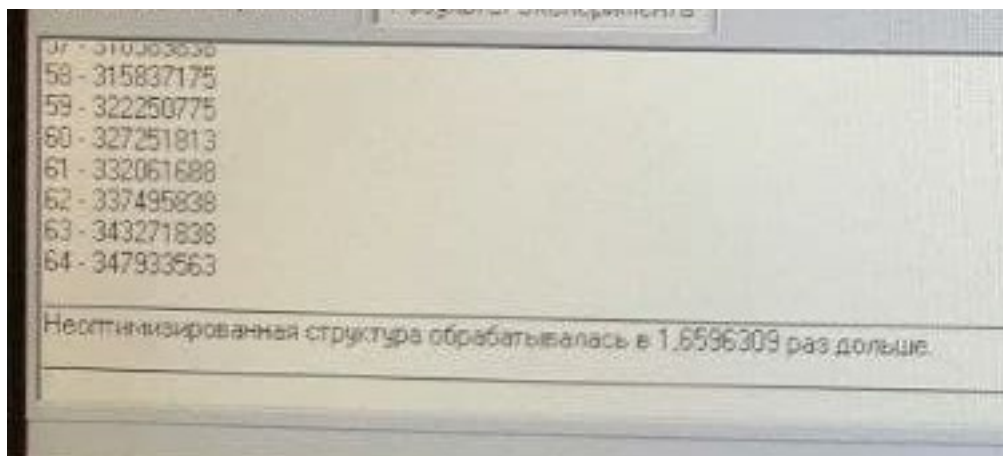 58 - 315837175
59 - 322250775
60 - 327251813
61 - 332061688
62 - 337495838
63 - 343271838
64 - 347933563
Неоптимизированная структура обрабатывалась в 1,6596309 раз дольше.